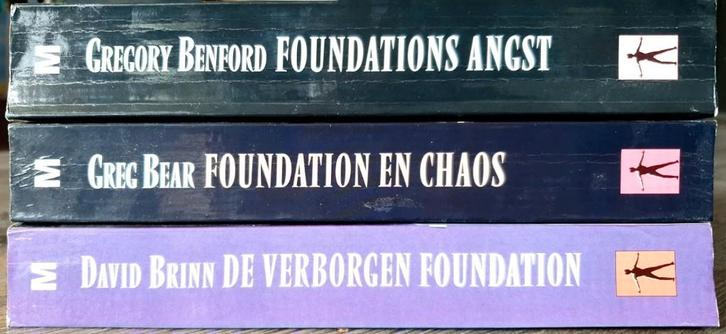 M GREGORY BENFORD FOUNDATIONS ANGST
M GREG BEAR FOUNDATION EN CHAOS
M DAVID BRINN DE VERBORGEN FOUNDATION